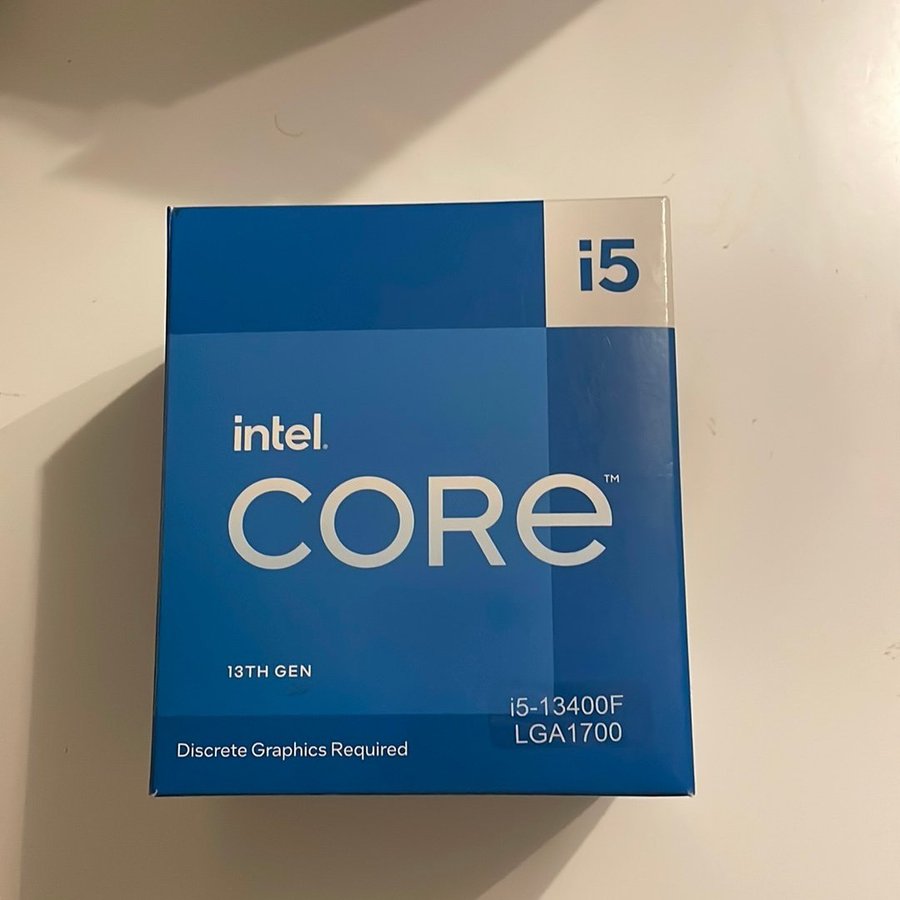 i5
intel.
CORe™
13TH GEN
i5-13400F
LGA1700
Discrete Graphics Required